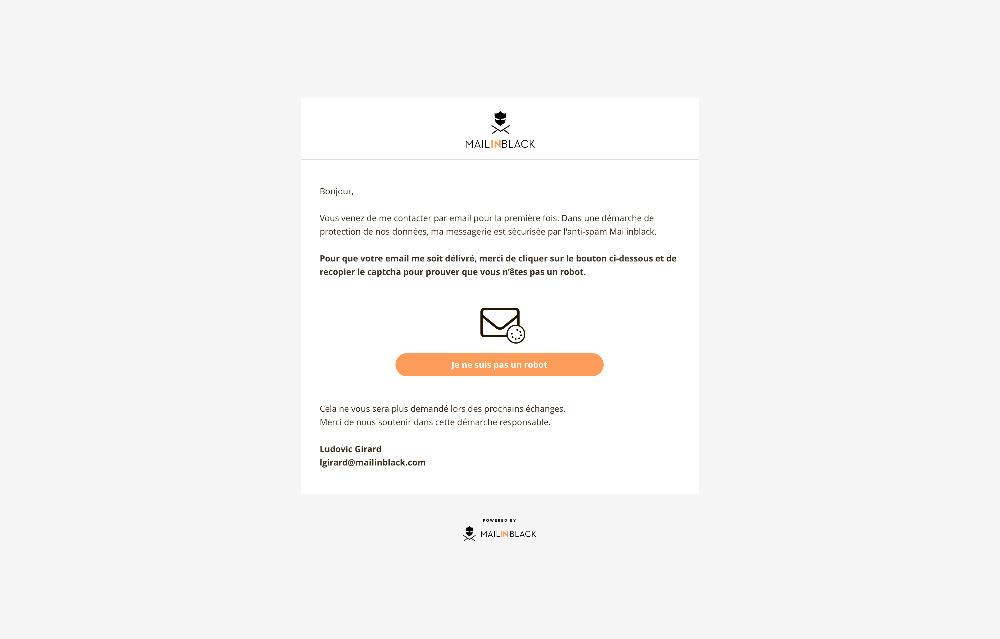 MAILINBLACK
Bonjour,
Vous venez de me contacter par email pour la première fois. Dans une démarche de
protection de nos données, ma messagerie est sécurisée par l'anti-spam Mailinblack.
Pour que votre email me soit délivré, merci de cliquer sur le bouton ci-dessous et de
recopier le captcha pour prouver que vous n’êtes pas un robot.
Je ne suis pas un robot
Cela ne vous sera plus demandé lors des prochains échanges.
Merci de nous soutenir dans cette démarche responsable.
Ludovic Girard
lgirard@mailinblack.com
POWERED BY
MAILINBLACK